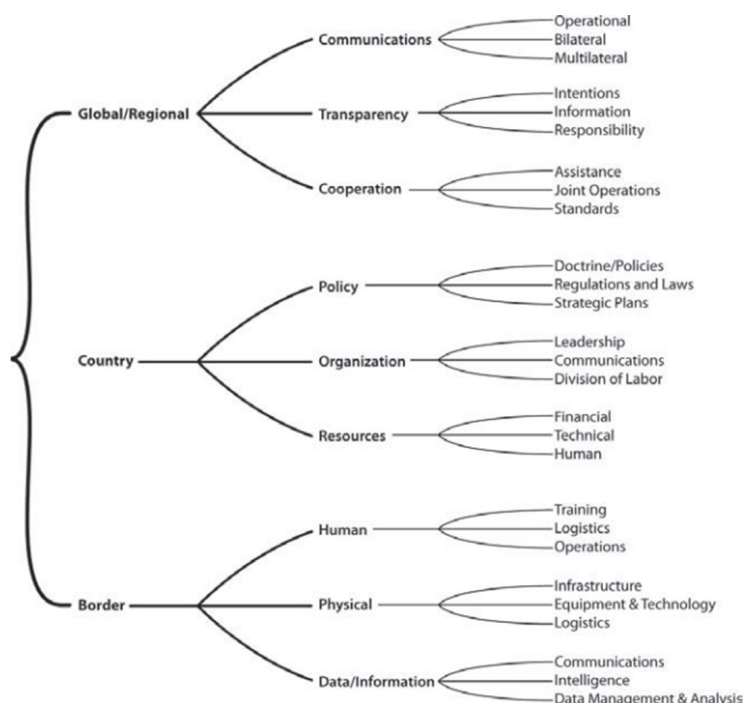 Global/Regional
Communications
Operational
Bilateral
Multilateral
Transparency
Intentions
Information
Responsibility
Cooperation
Assistance
Joint Operations
Standards
Country
Policy
Doctrine/Policies
Regulations and Laws
Strategic Plans
Organization
Leadership
Communications
Division of Labor
Resources
Financial
Technical
Human
Border
Human
Training
Logistics
Operations
Physical
Infrastructure
Equipment & Technology
Logistics
Data/Information
Communications
Intelligence
Data Management & Analysis